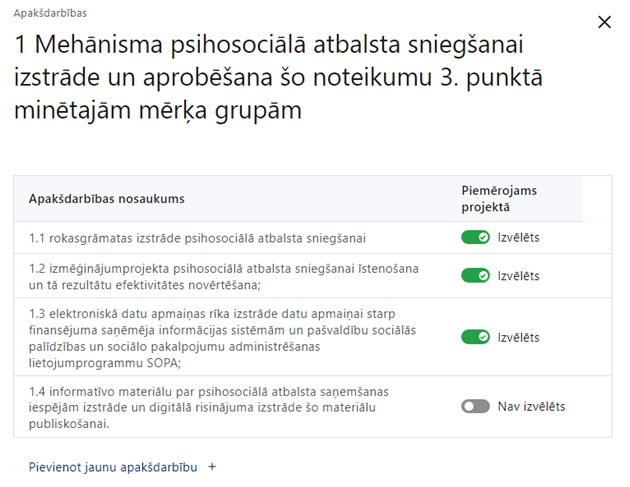 Apakšdarbības
1 Mehānisma psihosociālā atbalsta sniegšanai
izstrāde un aprobēšana šo noteikumu 3. punktā
minētajām mērķa grupām
Apakšdarbības nosaukums
Piemērojams
projektā
1.1 rokasgrāmatas izstrāde psihosociālā atbalsta sniegšanai
Izvēlēts
1.2 izmēģinājumprojekta psihosociālā atbalsta sniegšanai īstenošana
un tā rezultātu efektivitātes novērtēšana;
Izvēlēts
1.3 elektroniskā datu apmaiņas rīka izstrāde datu apmaiņai starp
finansējuma saņēmēja informācijas sistēmām un pašvaldību sociālās
palīdzības un sociālo pakalpojumu administrēšanas
lietojumprogrammu SOPA;
Izvēlēts
1.4 informatīvo materiālu par psihosociālā atbalsta saņemšanas
iespējām izstrāde un digitālā risinājuma izstrāde šo materiālu
publiskošanai.
Nav izvēlēts
Pievienot jaunu apakšdarbību +